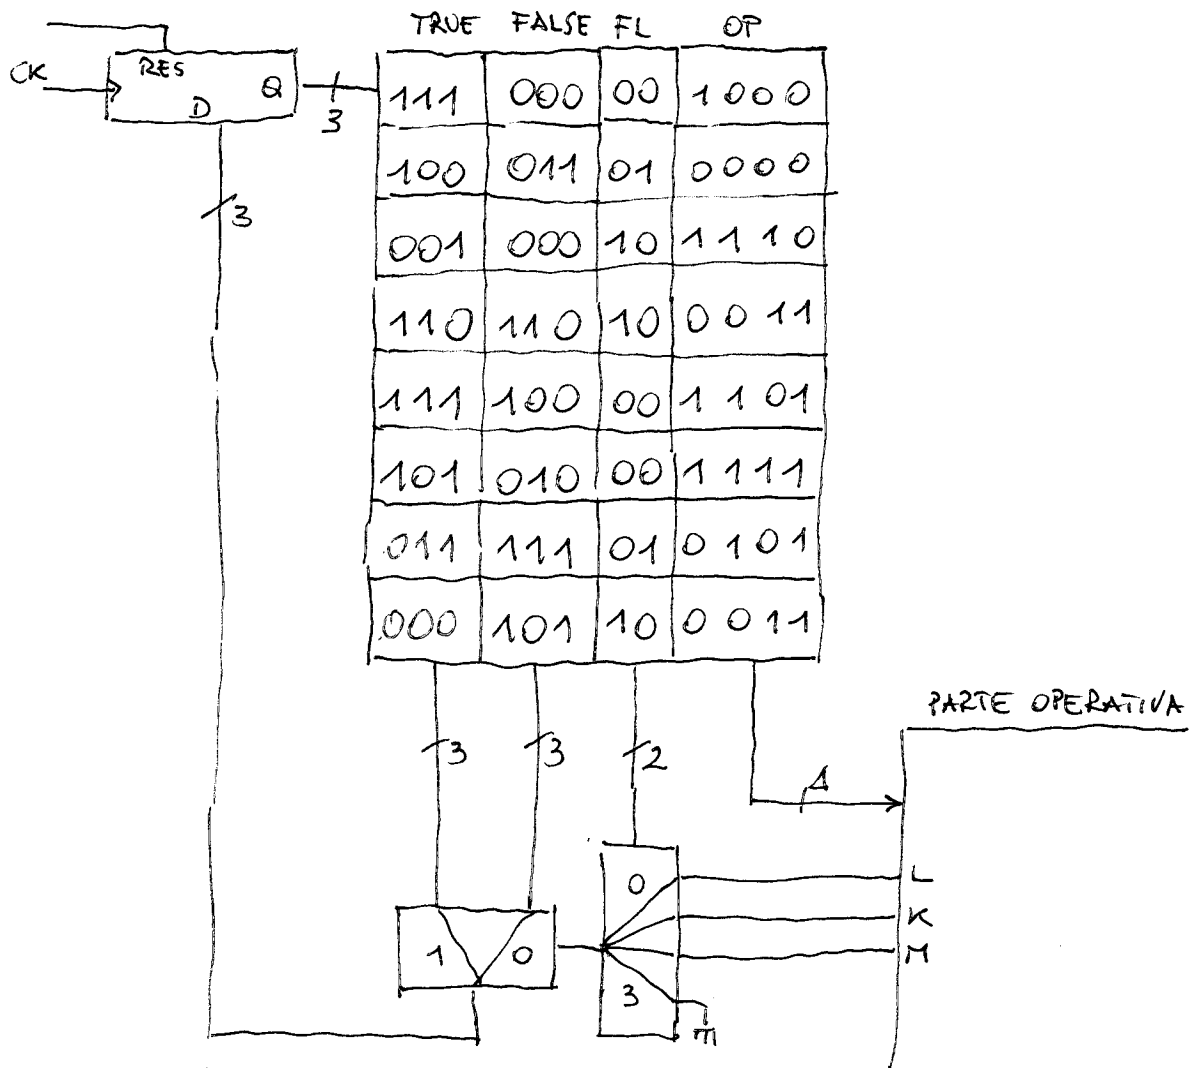 TRUE FALSE FL OP
RES
CK
D
Q
3
111 000 00 1000
100 011 01 0000
3
001 000 10 1110
110 110 10 0011
111 100 00 1101
101 010 00 1111
011 111 01 0101
000 101 10 0011
PARTE OPERATIVA
3 3 2 4
0
L
K
1 0
M
3